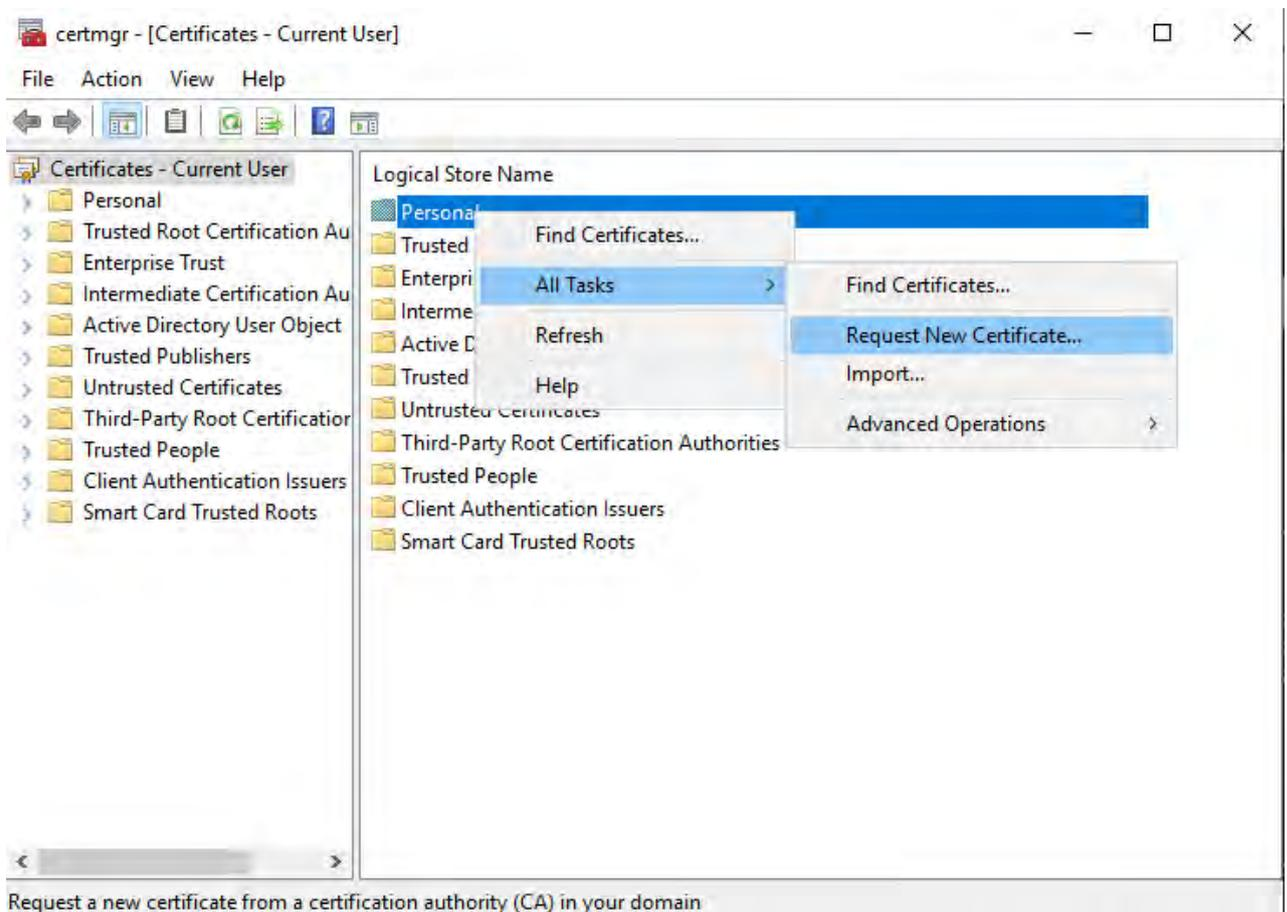 certmgr - [Certificates - Current User]
File Action View Help
Certificates - Current User
Personal
Trusted Root Certification Au
Enterprise Trust
Intermediate Certification Au
Active Directory User Object
Trusted Publishers
Untrusted Certificates
Third-Party Root Certification
Trusted People
Client Authentication Issuers
Smart Card Trusted Roots
Logical Store Name
Personal
Trusted
Enterpri
Interme
Active D
Trusted
Untrusted Certificates
Third-Party Root Certification Authorities
Trusted People
Client Authentication Issuers
Smart Card Trusted Roots
Find Certificates...
All Tasks
Refresh
Help
Find Certificates...
Request New Certificate...
Import...
Advanced Operations
Request a new certificate from a certification authority (CA) in your domain